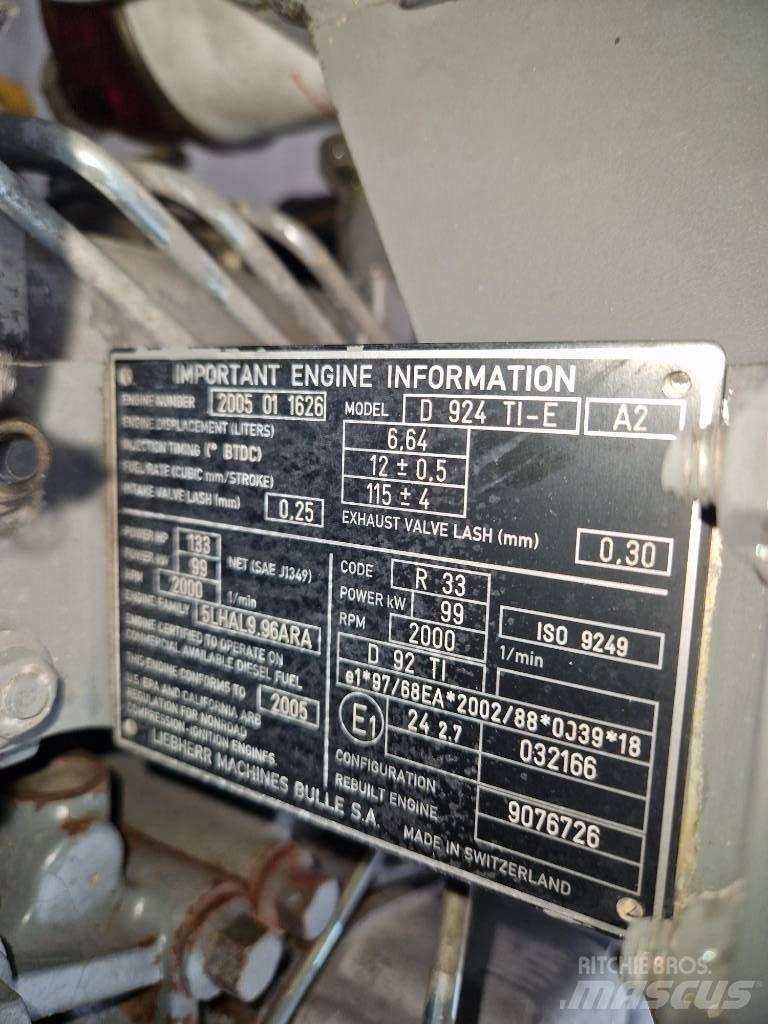 IMPORTANT ENGINE INFORMATION
ENGINE NUMBER 2005 01 1626 MODEL D 924 TI-E A2
ENGINE DISPLACEMENT (LITERS) 6,64
INJECTION TIMING (° BTDC) 12 ± 0,5
FUEL RATE (CUBIC mm/STROKE) 115 ± 4
INTAKE VALVE LASH (mm) 0,25 EXHAUST VALVE LASH (mm) 0,30
POWER HP 133
POWER kW 99 NET (SAE J1349)
RPM 2000 1/min
ENGINE FAMILY 5LHAL9.96ARA
ENGINE CERTIFIED TO OPERATE ON
COMMERCIAL AVAILABLE DIESEL FUEL
THIS ENGINE CONFORMS TO 2005
U.S. EPA AND CALIFORNIA ARB
REGULATION FOR NONROAD
COMPRESSION-IGNITION ENGINES.
LIEBHERR MACHINES BULLE S.A.
CODE R 33
POWER kW 99 ISO 9249
RPM 2000 1/min
D 92 TI
e1*97/68EA*2002/88*0J39*18
E1 24 2.7 032166
CONFIGURATION
REBUILT ENGINE 9076726
MADE IN SWITZERLAND
RITCHIE BROS.
MASCUS